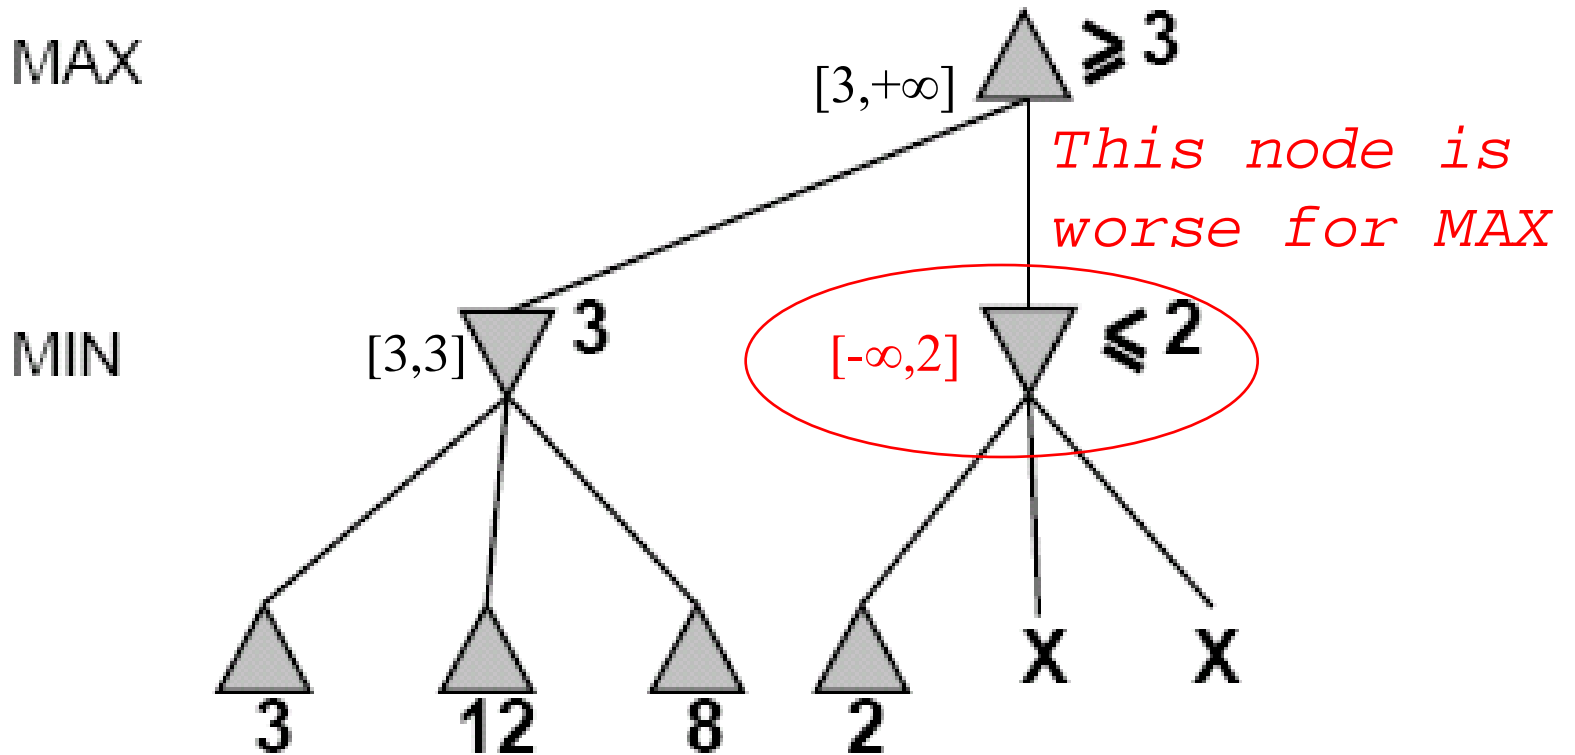 MAX
⩾ 3
[3,+∞]
This node is
worse for MAX
MIN
[3,3]
3
[-∞,2]
⩽ 2
X
X
3
12
8
2